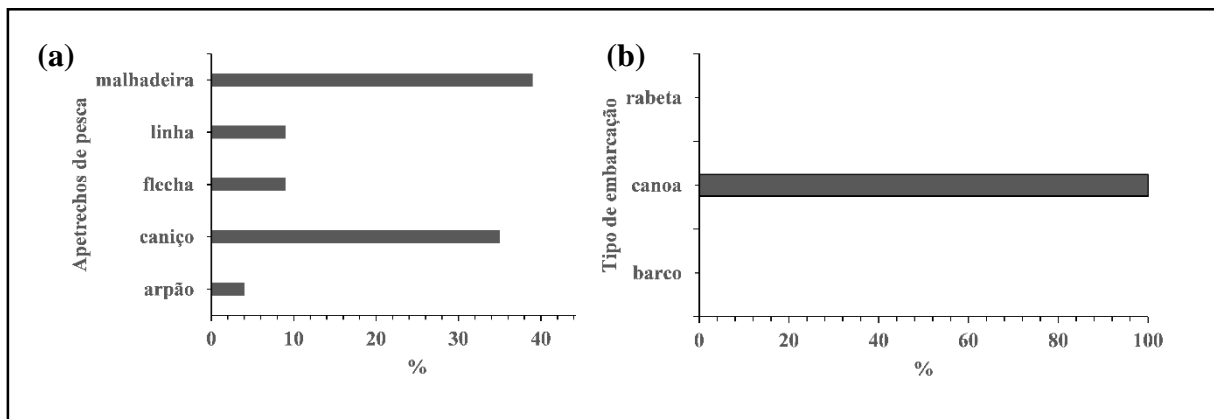 (a)
Apetrechos de pesca
malhadeira
linha
flecha
caniço
arpão
0 10 20 30 40
%
(b)
Tipo de embarcação
rabeta
canoa
barco
0 20 40 60 80 100
%